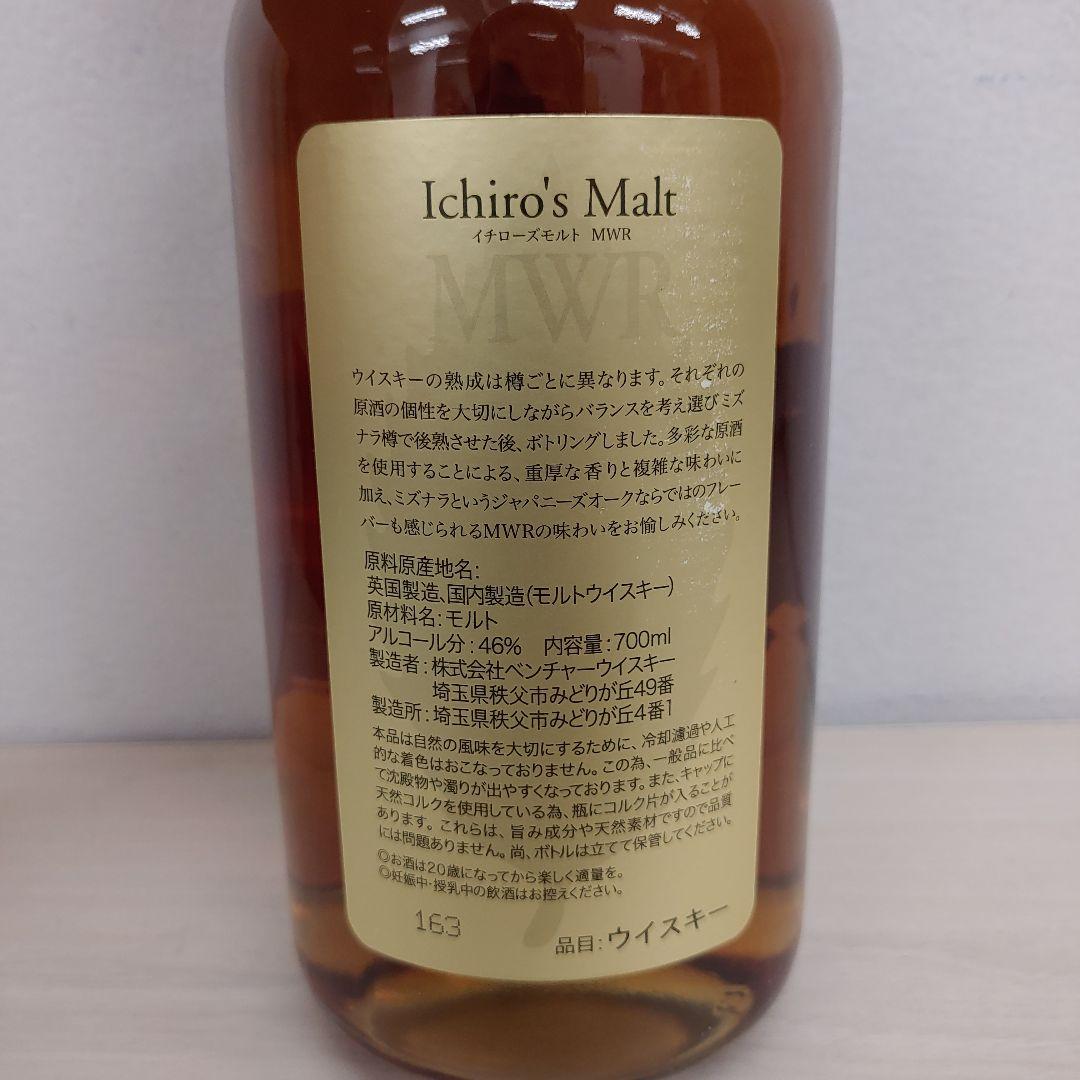 Ichiro's Malt
イチローズモルト MWR
MWR
ウイスキーの熟成は樽ごとに異なります。それぞれの
原酒の個性を大切にしながらバランスを考え選びミズ
ナラ樽で後熟させた後、ボトリングしました。多彩な原酒
を使用することによる、重厚な香りと複雑な味わいに
加え、ミズナラというジャパニーズオークならではのフレー
バーも感じられるMWRの味わいをお愉しみください。
原料原産地名:
英国製造、国内製造(モルトウイスキー)
原材料名:モルト
アルコール分:46% 内容量:700ml
製造者:株式会社ベンチャーウイスキー
埼玉県秩父市みどりが丘49番
製造所:埼玉県秩父市みどりが丘4番1
本品は自然の風味を大切にするために、冷却濾過や人工
的な着色はおこなっておりません。この為、一般品に比べ
て沈殿物や濁りが出やすくなっております。また、キャップに
天然コルクを使用している為、瓶にコルク片が入ることが
あります。これらは、旨み成分や天然素材ですので品質
には問題ありません。尚、ボトルは立てて保管してください。
◎お酒は20歳になってから楽しく適量を。
◎妊娠中・授乳中の飲酒はお控えください。
163
品目:ウイスキー